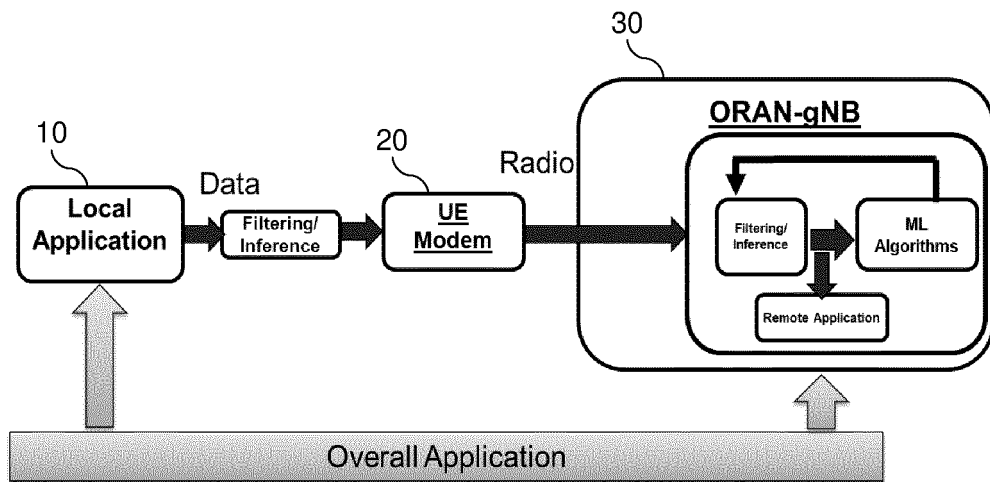 30
ORAN-gNB
10
20
Radio
Data
Local
Application
Filtering/
Inference
UE
Modem
Filtering/
Inference
ML
Algorithms
Remote Application
Overall Application